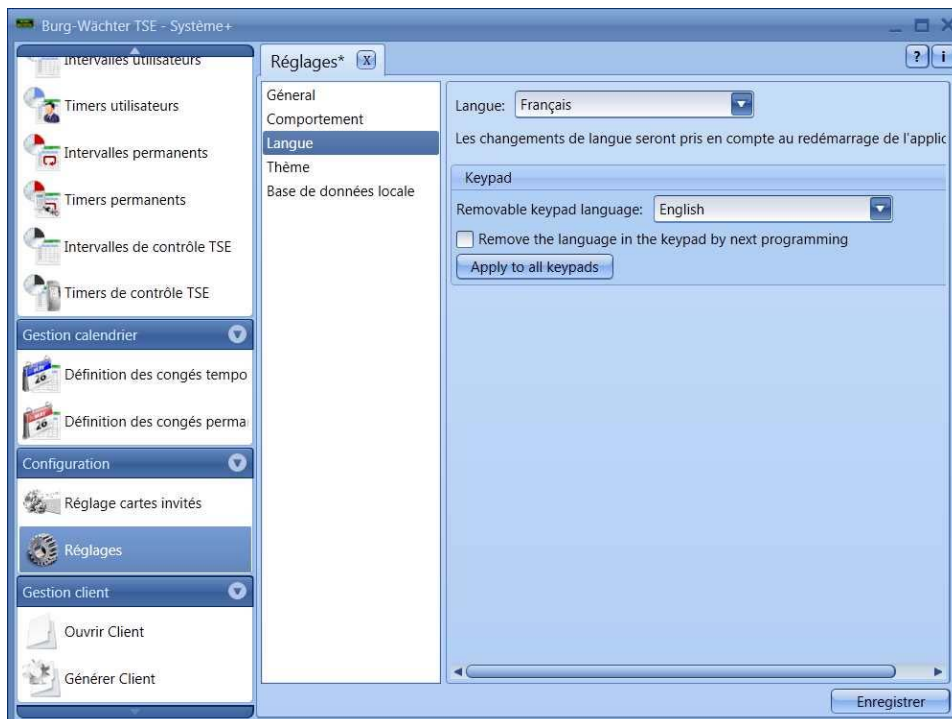 Burg-Wächter TSE - Système+
Intervalles utilisateurs
Timers utilisateurs
Intervalles permanents
Timers permanents
Intervalles de contrôle TSE
Timers de contrôle TSE
Gestion calendrier
Définition des congés tempo
Définition des congés perma
Configuration
Réglage cartes invités
Réglages
Gestion client
Ouvrir Client
Générer Client
Réglages* X
? i
Géneral
Comportement
Langue
Thème
Base de données locale
Langue: Français
Les changements de langue seront pris en compte au redémarrage de l'applic
Keypad
Removable keypad language: English
Remove the language in the keypad by next programming
Apply to all keypads
Enregistrer